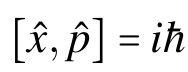 [x̂, p̂] = iħ